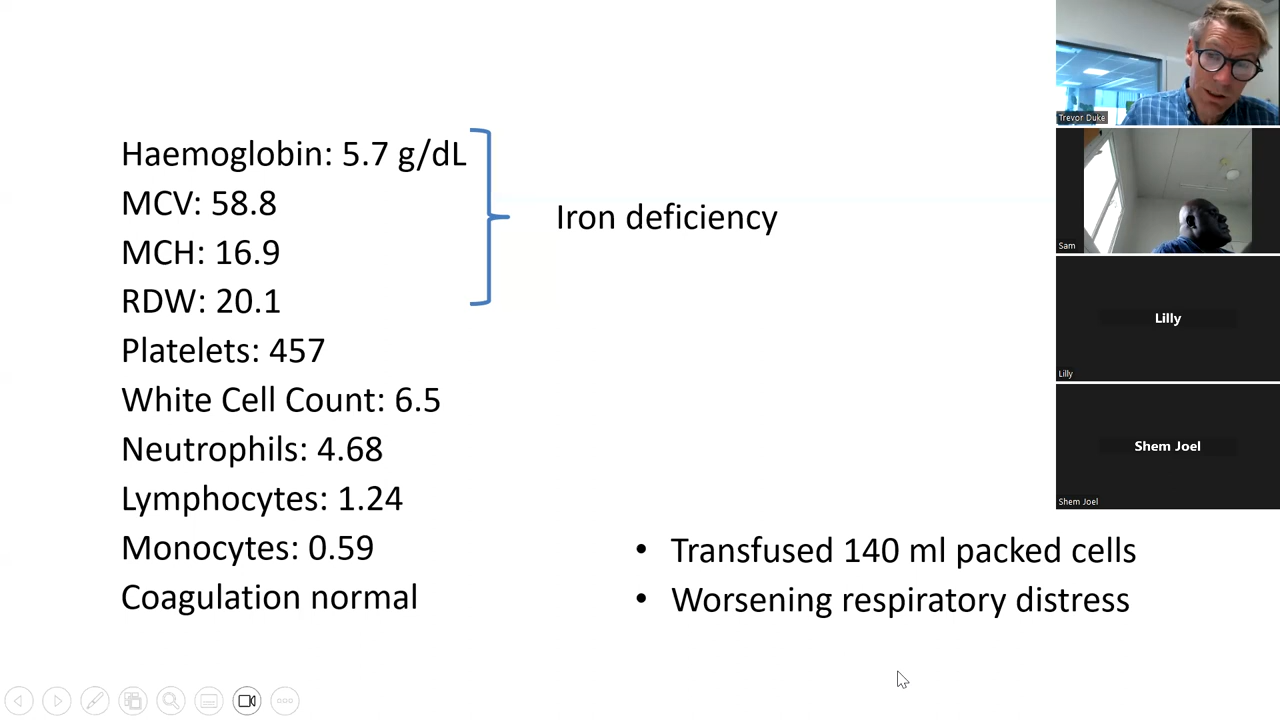 Haemoglobin: 5.7 g/dL
MCV: 58.8
MCH: 16.9
RDW: 20.1
Platelets: 457
White Cell Count: 6.5
Neutrophils: 4.68
Lymphocytes: 1.24
Monocytes: 0.59
Coagulation normal
Iron deficiency
• Transfused 140 ml packed cells
• Worsening respiratory distress
Trevor Duke
Sam
Lilly
Lilly
Shem Joel
Shem Joel